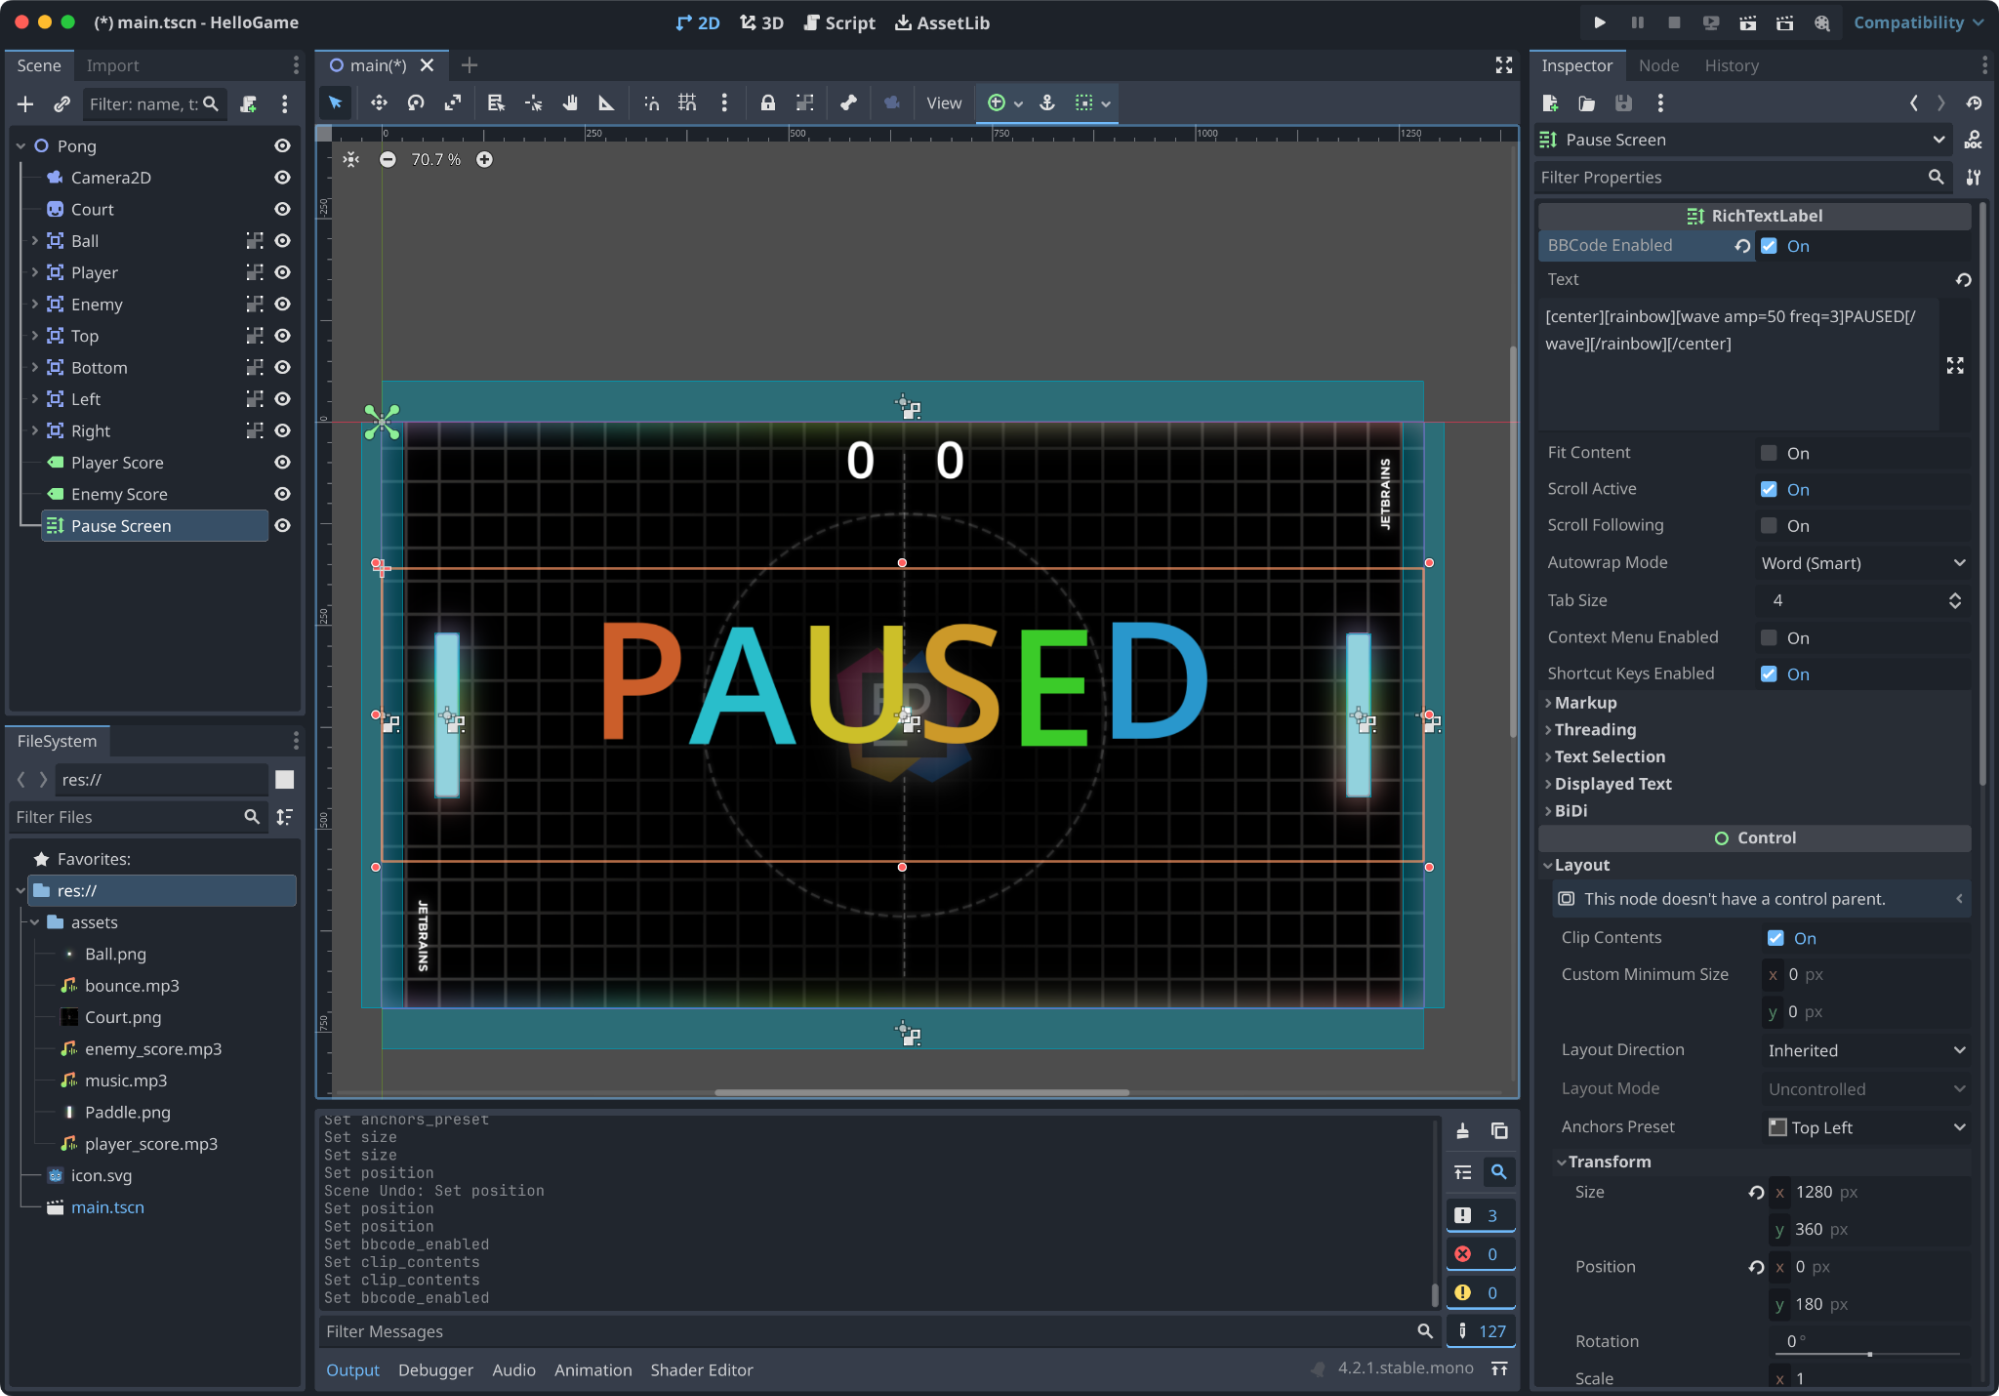 (*) main.tscn - HelloGame
2D
3D
Script
AssetLib
Compatibility
Scene
Import
Filter: name, t:
Pong
Camera2D
Court
Ball
Player
Enemy
Top
Bottom
Left
Right
Player Score
Enemy Score
Pause Screen
FileSystem
res://
Filter Files
Favorites:
res://
assets
Ball.png
bounce.mp3
Court.png
enemy_score.mp3
music.mp3
Paddle.png
player_score.mp3
icon.svg
main.tscn
main(*)
View
0
250
500
750
1000
1250
70.7 %
-250
0
250
500
750
0 0
JETBRAINS
PAUSED
JETBRAINS
Set anchors_preset
Set size
Set size
Set position
Scene Undo: Set position
Set position
Set position
Set bbcode_enabled
Set clip_contents
Set clip_contents
Set bbcode_enabled
3
0
0
127
Filter Messages
Output
Debugger
Audio
Animation
Shader Editor
4.2.1.stable.mono
Inspector
Node
History
Pause Screen
DOC
Filter Properties
RichTextLabel
BBCode Enabled
On
Text
[center][rainbow][wave amp=50 freq=3]PAUSED[/
wave][/rainbow][/center]
Fit Content
On
Scroll Active
On
Scroll Following
On
Autowrap Mode
Word (Smart)
Tab Size
4
Context Menu Enabled
On
Shortcut Keys Enabled
On
Markup
Threading
Text Selection
Displayed Text
BiDi
Control
Layout
This node doesn't have a control parent.
Clip Contents
On
Custom Minimum Size
x 0 px
y 0 px
Layout Direction
Inherited
Layout Mode
Uncontrolled
Anchors Preset
Top Left
Transform
Size
x 1280 px
y 360 px
Position
x 0 px
y 180 px
Rotation
0 °
Scale
x 1